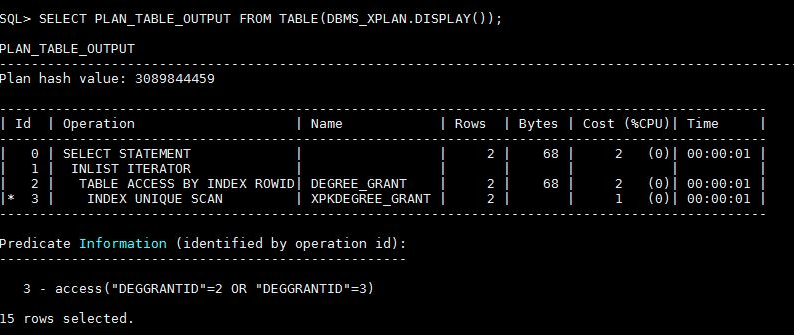 SQL> SELECT PLAN_TABLE_OUTPUT FROM TABLE(DBMS_XPLAN.DISPLAY());
PLAN_TABLE_OUTPUT
--------------------------------------------------------------------------------
Plan hash value: 3089844459
---------------------------------------------------------------------------------------------
| Id  | Operation                    | Name            | Rows  | Bytes | Cost (%CPU)| Time     |
---------------------------------------------------------------------------------------------
|   0 | SELECT STATEMENT             |                 |     2 |    68 |     2   (0)| 00:00:01 |
|   1 |  INLIST ITERATOR             |                 |       |       |            |          |
|   2 |   TABLE ACCESS BY INDEX ROWID| DEGREE_GRANT    |     2 |    68 |     2   (0)| 00:00:01 |
|*  3 |    INDEX UNIQUE SCAN         | XPKDEGREE_GRANT |     2 |       |     1   (0)| 00:00:01 |
---------------------------------------------------------------------------------------------
Predicate Information (identified by operation id):
---------------------------------------------------
3 - access("DEGGRANTID"=2 OR "DEGGRANTID"=3)
15 rows selected.